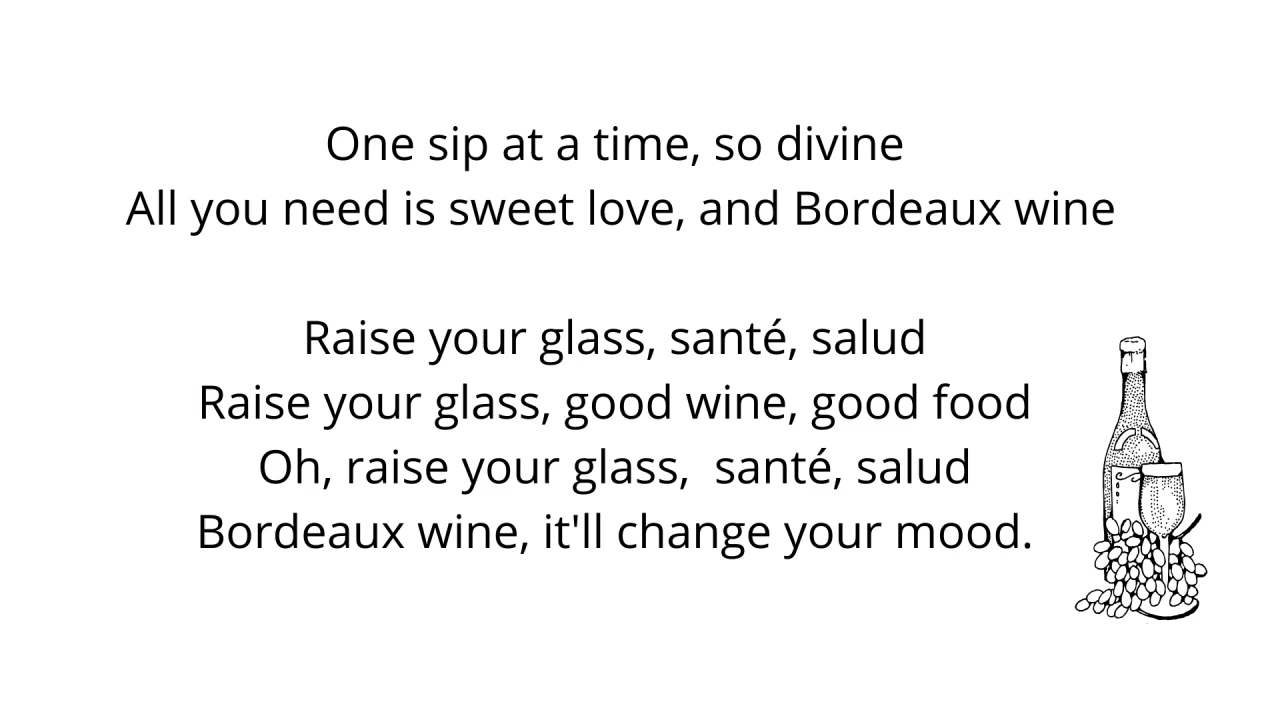 One sip at a time, so divine
All you need is sweet love, and Bordeaux wine
Raise your glass, santé, salud
Raise your glass, good wine, good food
Oh, raise your glass,  santé, salud
Bordeaux wine, it'll change your mood.